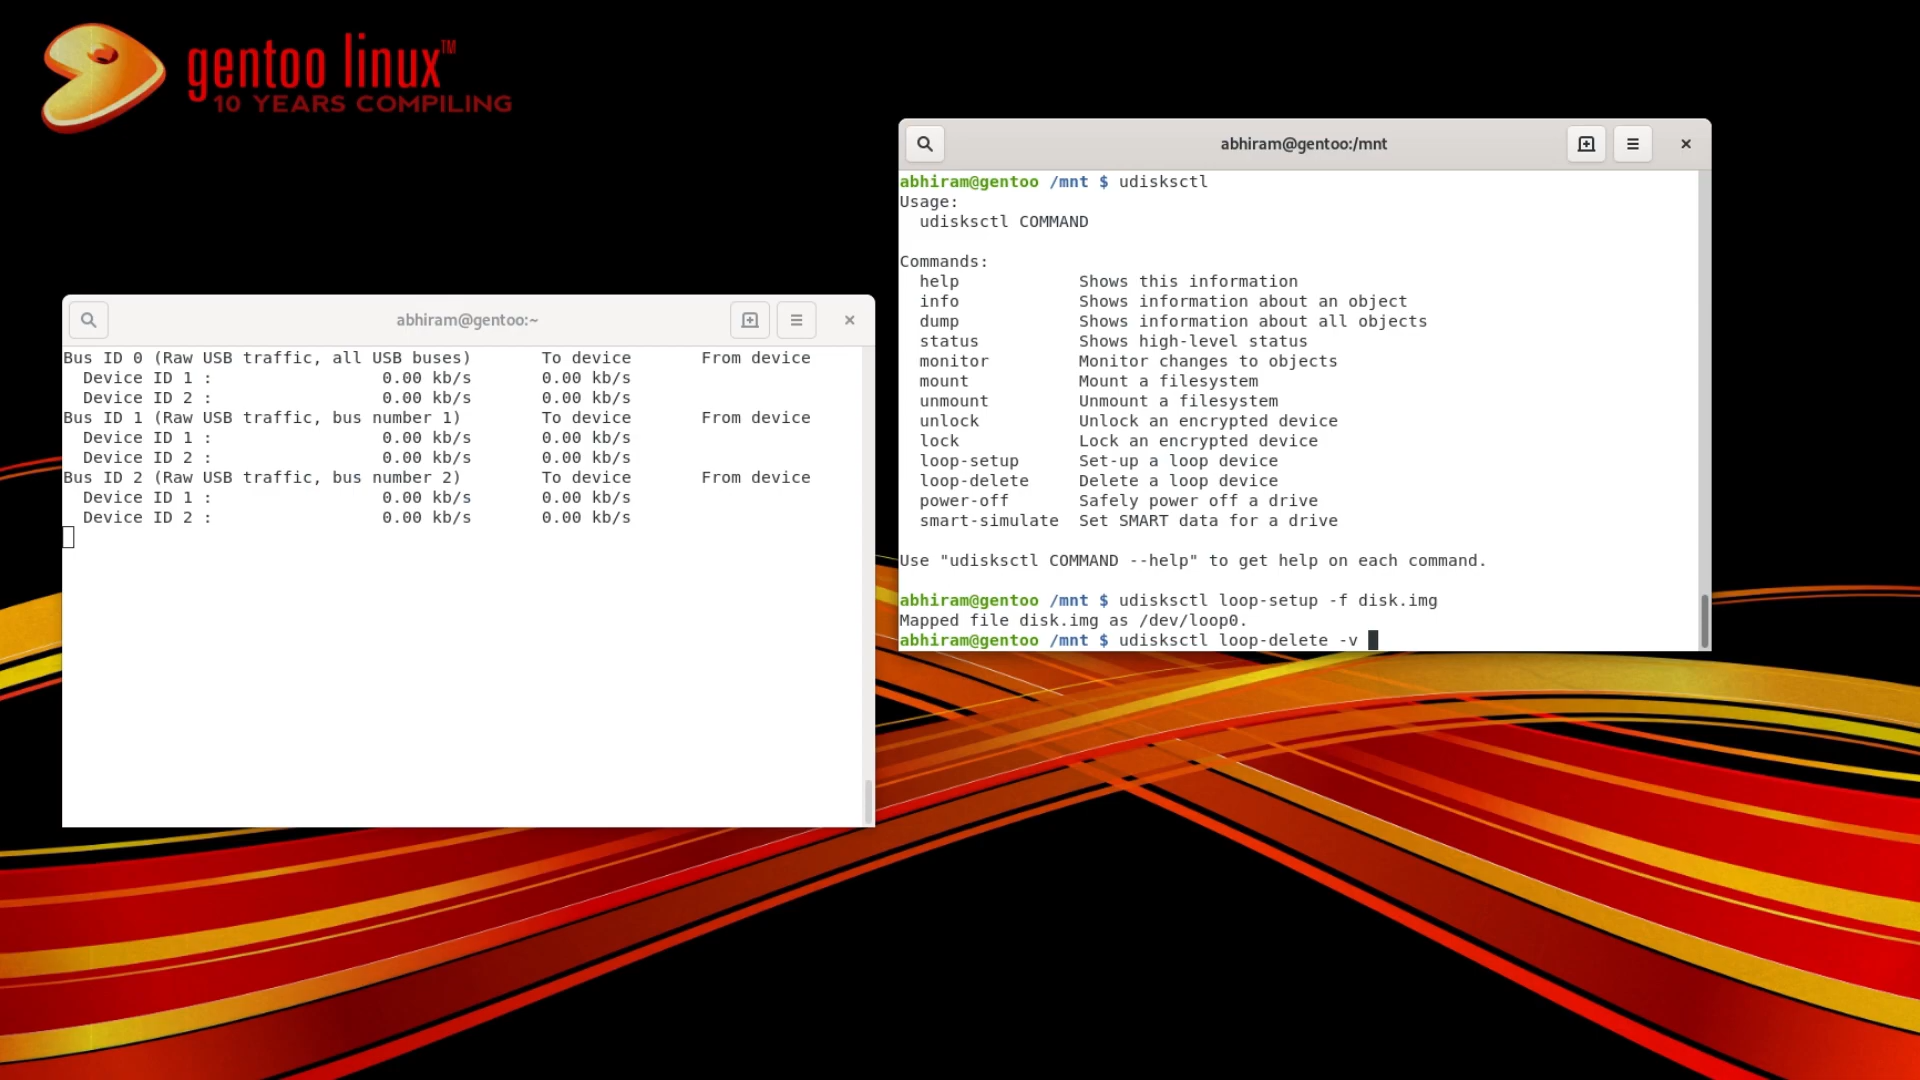 gentoo linux™
10 YEARS COMPILING
abhiram@gentoo:~
Bus ID 0 (Raw USB traffic, all USB buses)       To device       From device
  Device ID 1 :                 0.00 kb/s       0.00 kb/s
  Device ID 2 :                 0.00 kb/s       0.00 kb/s
Bus ID 1 (Raw USB traffic, bus number 1)        To device       From device
  Device ID 1 :                 0.00 kb/s       0.00 kb/s
  Device ID 2 :                 0.00 kb/s       0.00 kb/s
Bus ID 2 (Raw USB traffic, bus number 2)        To device       From device
  Device ID 1 :                 0.00 kb/s       0.00 kb/s
  Device ID 2 :                 0.00 kb/s       0.00 kb/s
abhiram@gentoo:/mnt
abhiram@gentoo /mnt $ udisksctl
Usage:
  udisksctl COMMAND
Commands:
  help            Shows this information
  info            Shows information about an object
  dump            Shows information about all objects
  status          Shows high-level status
  monitor         Monitor changes to objects
  mount           Mount a filesystem
  unmount         Unmount a filesystem
  unlock          Unlock an encrypted device
  lock            Lock an encrypted device
  loop-setup      Set-up a loop device
  loop-delete     Delete a loop device
  power-off       Safely power off a drive
  smart-simulate  Set SMART data for a drive
Use "udisksctl COMMAND --help" to get help on each command.
abhiram@gentoo /mnt $ udisksctl loop-setup -f disk.img
Mapped file disk.img as /dev/loop0.
abhiram@gentoo /mnt $ udisksctl loop-delete -v